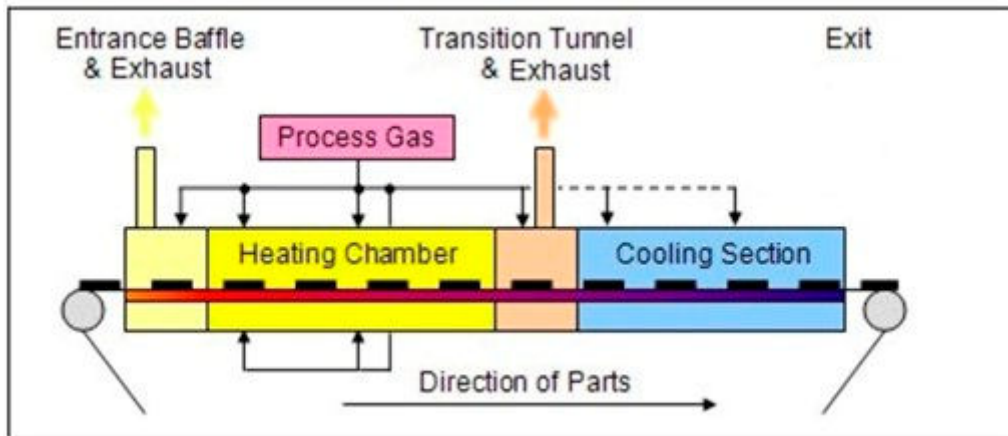 Entrance Baffle
& Exhaust
Transition Tunnel
& Exhaust
Exit
Process Gas
Heating Chamber
Cooling Section
Direction of Parts